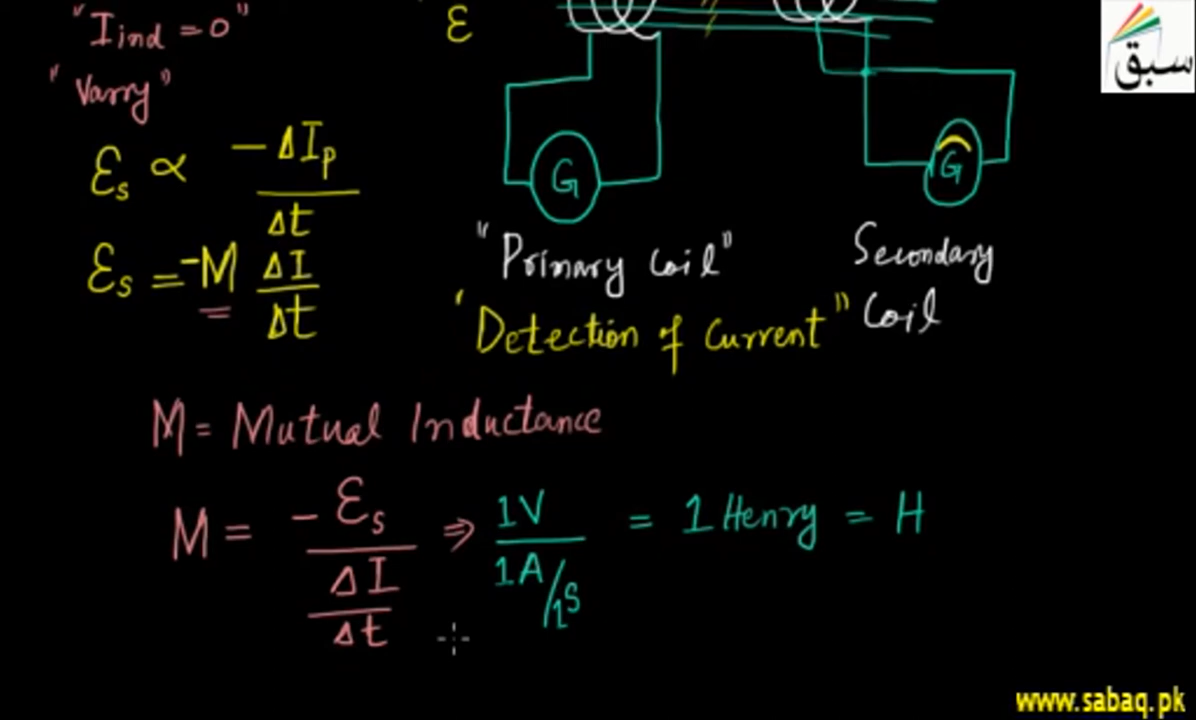 "Iind = 0"
"Varry"
ε
سبق
εs ∝ -ΔIp/Δt
G
G
εs = -M ΔI/Δt
"Primary Coil"
Secondary
Coil
'Detection of Current"
M = Mutual Inductance
M = - εs/(ΔI/Δt) ⇒ 1V/(1A/1S) = 1 Henry = H
www.sabaq.pk